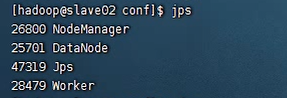 [hadoop@slave02 conf]$ jps
26800 NodeManager
25701 DataNode
47319 Jps
28479 Worker